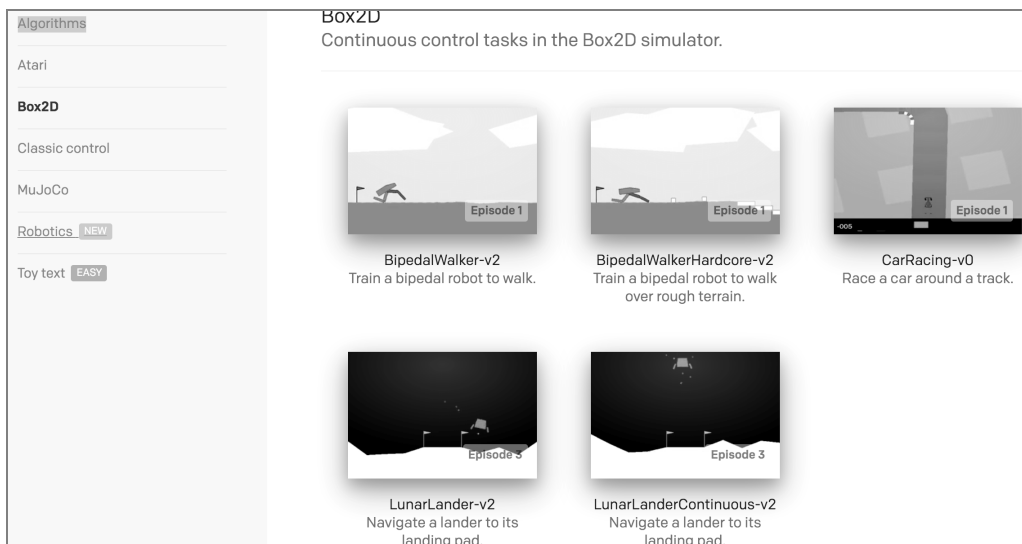 Algorithms
Atari
Box2D
Classic control
MuJoCo
Robotics NEW
Toy text EASY
Box2D
Continuous control tasks in the Box2D simulator.
Episode 1
BipedalWalker-v2
Train a bipedal robot to walk.
Episode 1
BipedalWalkerHardcore-v2
Train a bipedal robot to walk
over rough terrain.
-005
Episode 1
CarRacing-v0
Race a car around a track.
Episode 3
LunarLander-v2
Navigate a lander to its
landing pad.
Episode 3
LunarLanderContinuous-v2
Navigate a lander to its
landing pad.